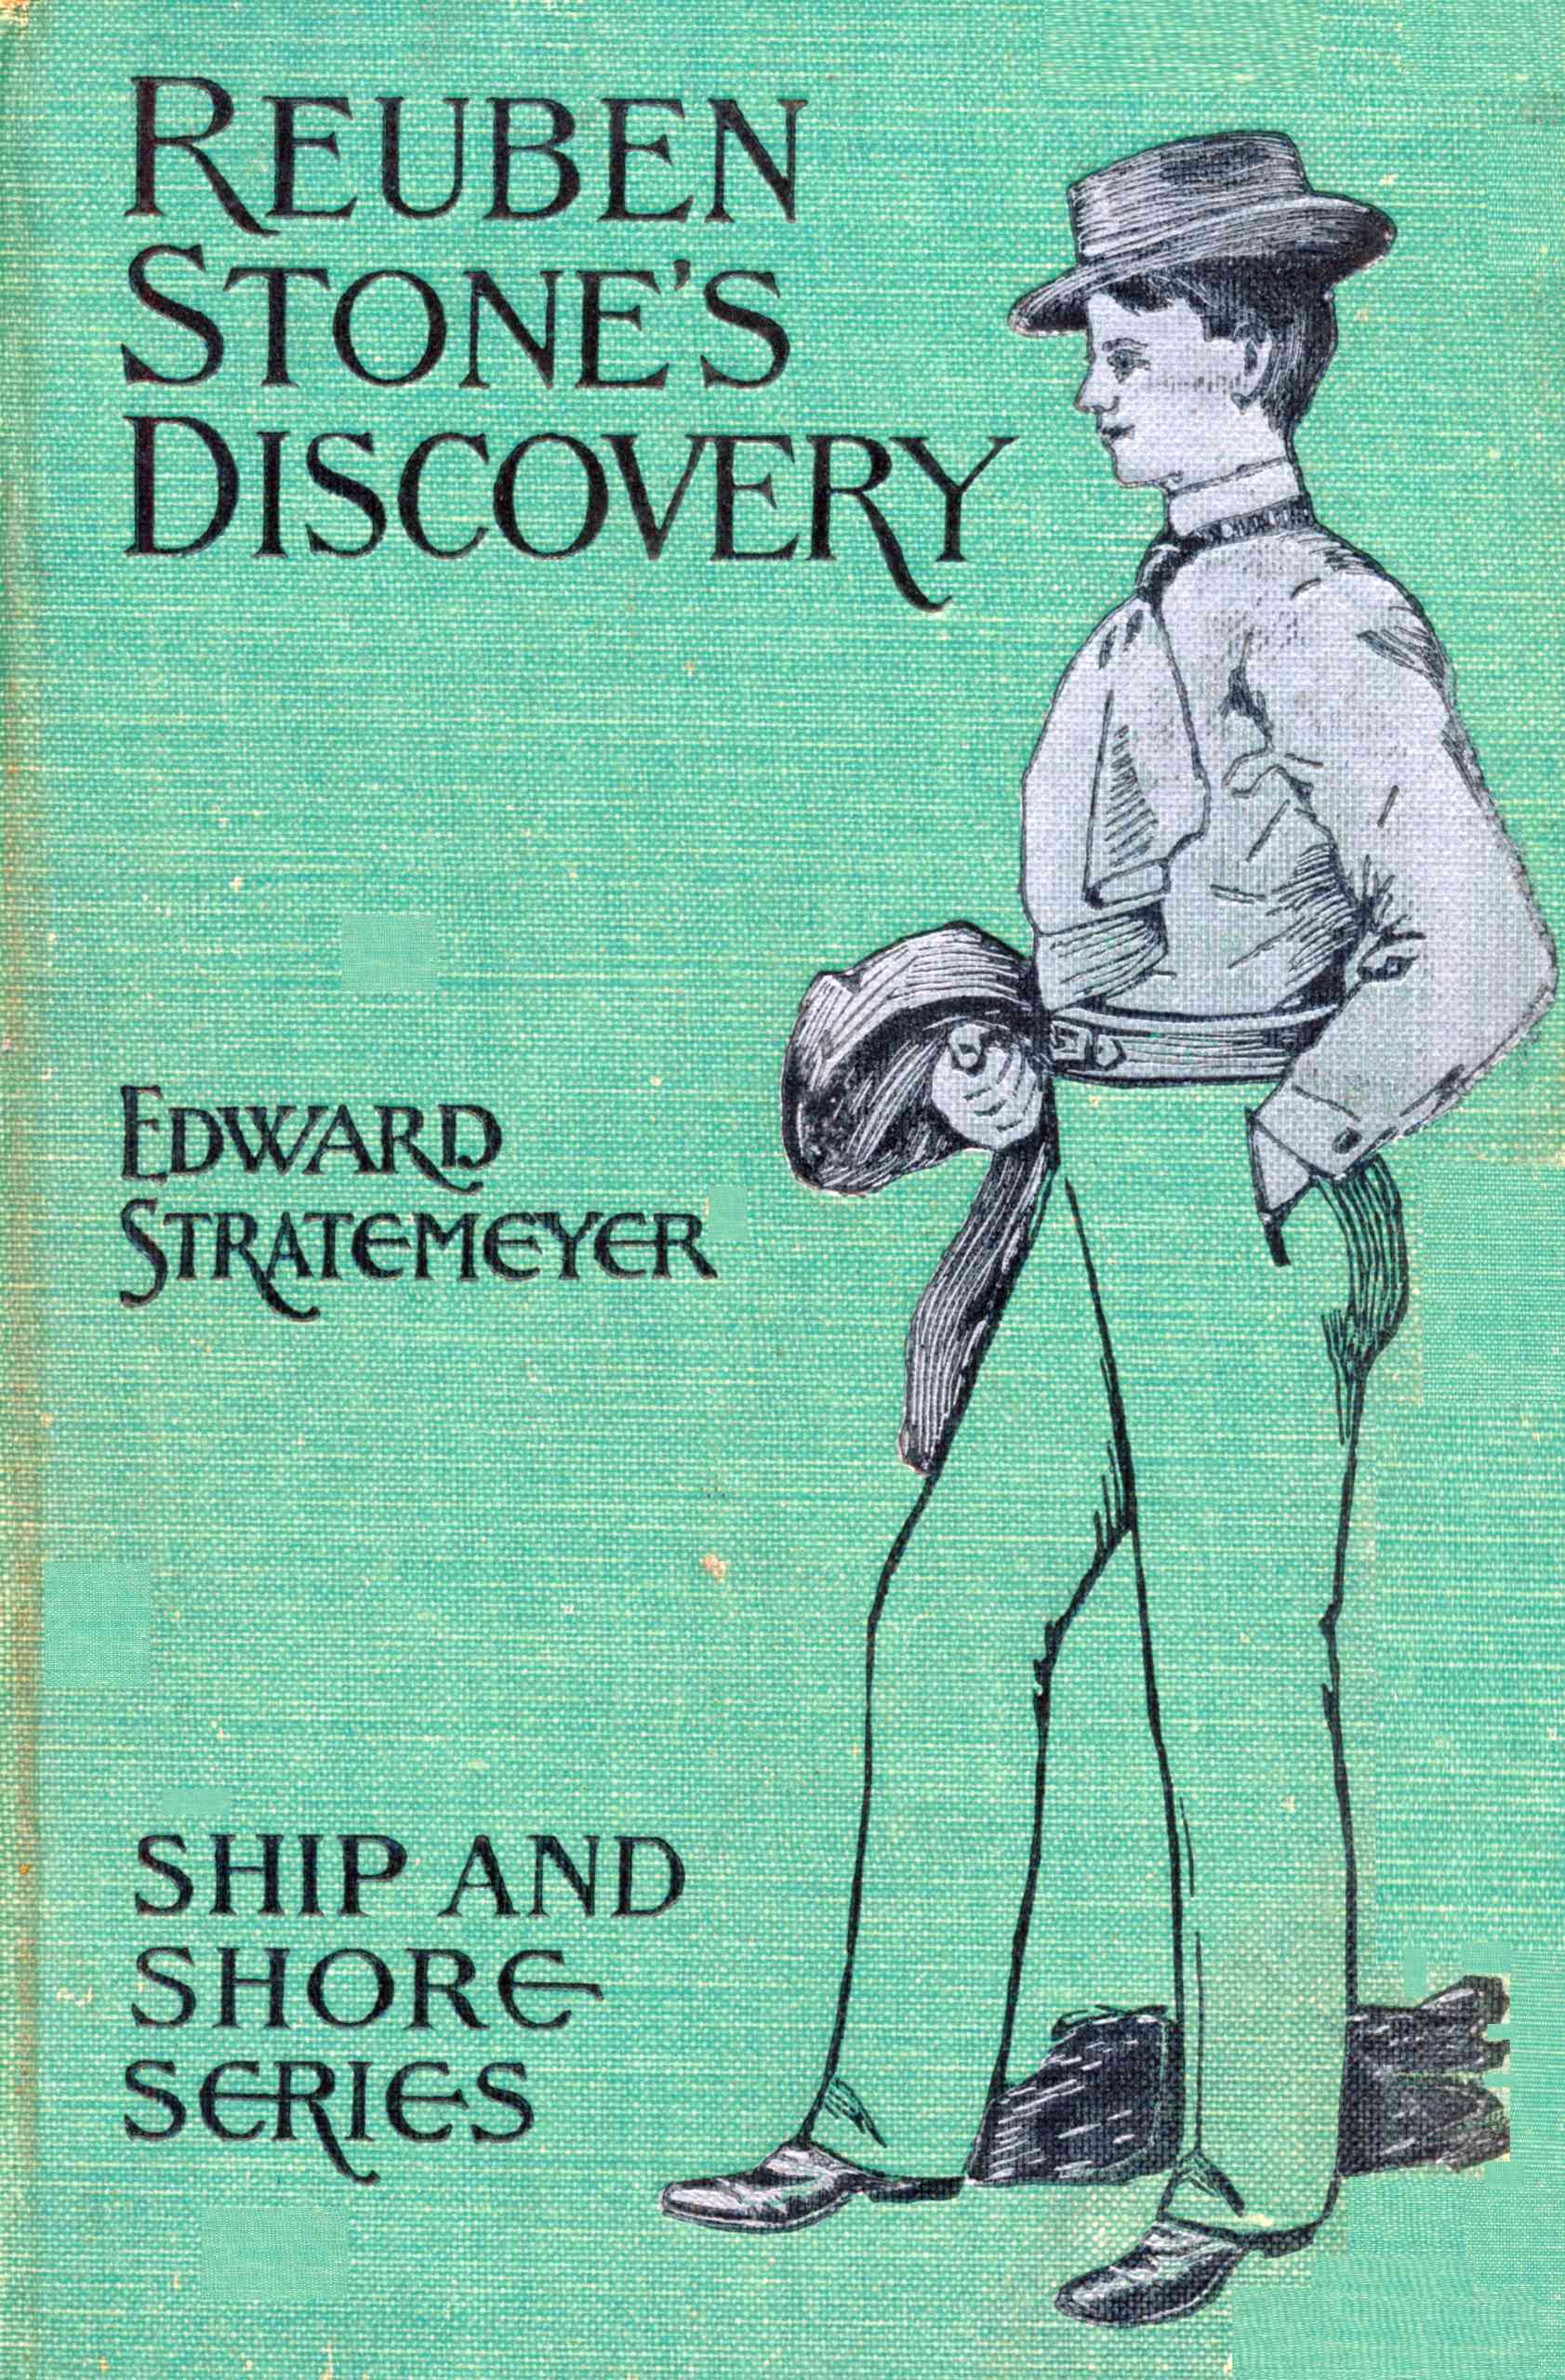 REUBEN
STONE'S
DISCOVERY
EDWARD
STRATEMEYER
SHIP AND
SHORE
SERIES